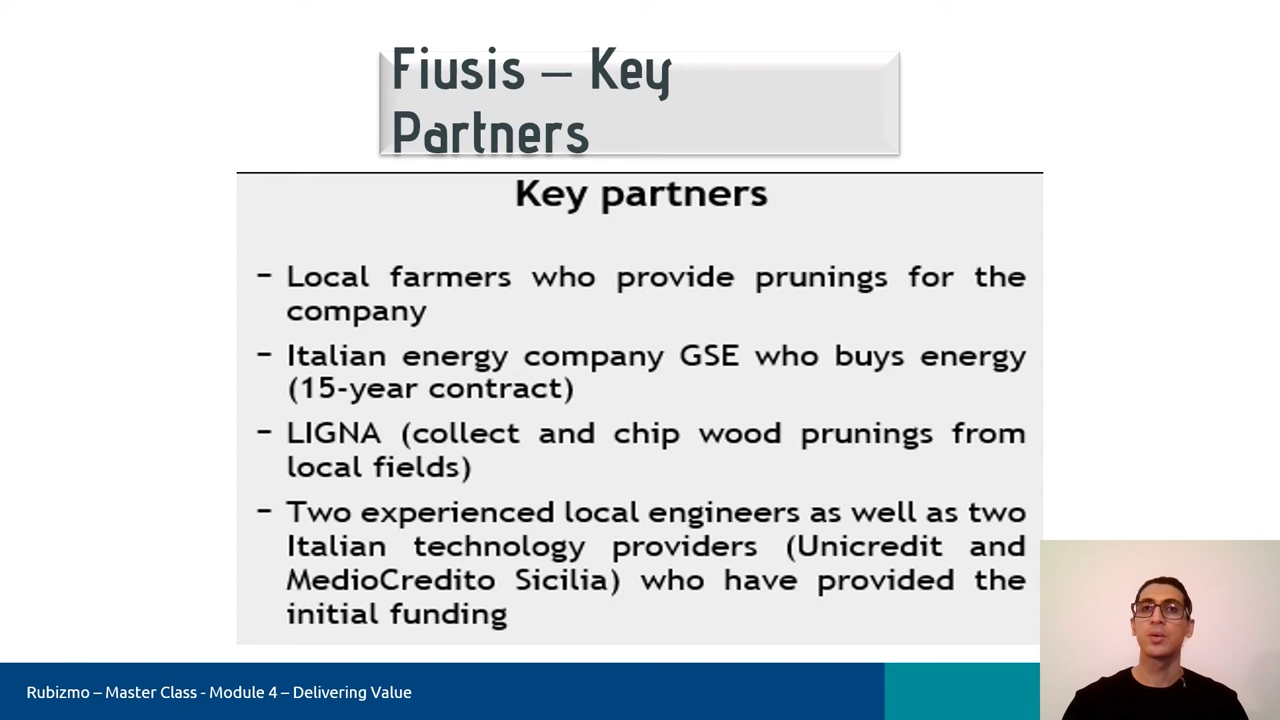 Fiusis – Key
Partners
Key partners
– Local farmers who provide prunings for the
company
– Italian energy company GSE who buys energy
(15-year contract)
– LIGNA (collect and chip wood prunings from
local fields)
– Two experienced local engineers as well as two
Italian technology providers (Unicredit and
MedioCredito Sicilia) who have provided the
initial funding
Rubizmo – Master Class - Module 4 – Delivering Value